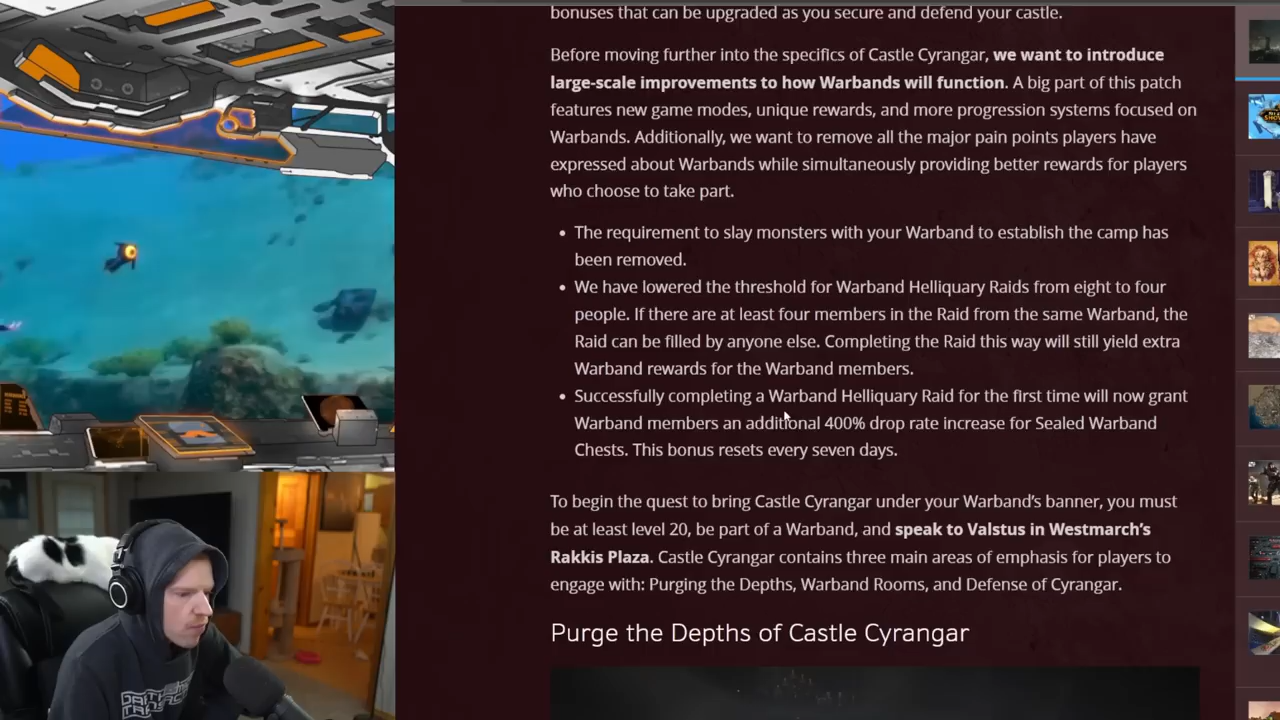 bonuses that can be upgraded as you secure and defend your castle.
Before moving further into the specifics of Castle Cyrangar, we want to introduce
large-scale improvements to how Warbands will function. A big part of this patch
features new game modes, unique rewards, and more progression systems focused on
Warbands. Additionally, we want to remove all the major pain points players have
expressed about Warbands while simultaneously providing better rewards for players
who choose to take part.
• The requirement to slay monsters with your Warband to establish the camp has
been removed.
• We have lowered the threshold for Warband Helliquary Raids from eight to four
people. If there are at least four members in the Raid from the same Warband, the
Raid can be filled by anyone else. Completing the Raid this way will still yield extra
Warband rewards for the Warband members.
• Successfully completing a Warband Helliquary Raid for the first time will now grant
Warband members an additional 400% drop rate increase for Sealed Warband
Chests. This bonus resets every seven days.
To begin the quest to bring Castle Cyrangar under your Warband's banner, you must
be at least level 20, be part of a Warband, and speak to Valstus in Westmarch's
Rakkis Plaza. Castle Cyrangar contains three main areas of emphasis for players to
engage with: Purging the Depths, Warband Rooms, and Defense of Cyrangar.
Purge the Depths of Castle Cyrangar